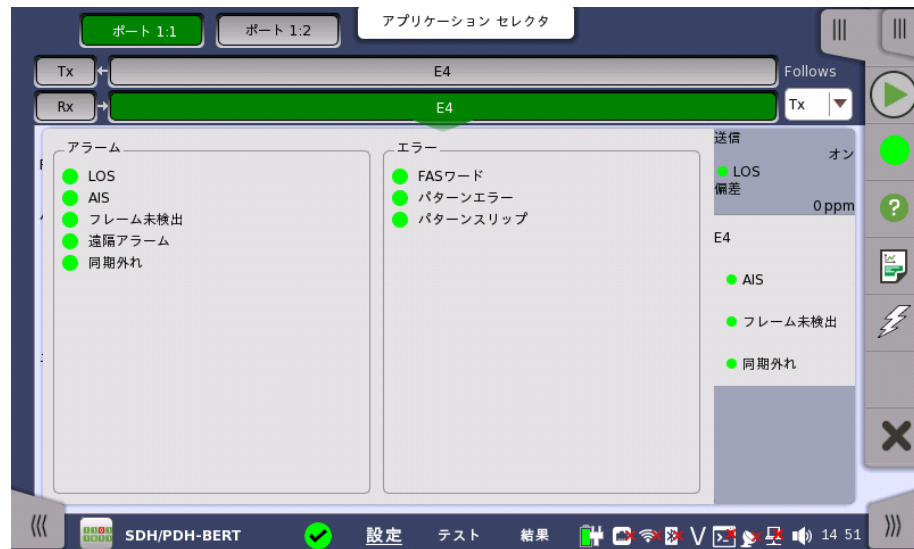 アプリケーション セレクタ
ポート 1:1
ポート 1:2
Tx
E4
Follows
Rx
E4
Tx
アラーム
LOS
AIS
フレーム未検出
遠隔アラーム
同期外れ
エラー
FASワード
パターンエラー
パターンスリップ
送信
オン
LOS
偏差
0 ppm
E4
AIS
フレーム未検出
同期外れ
SDH/PDH-BERT
設定
テスト
結果
14 51